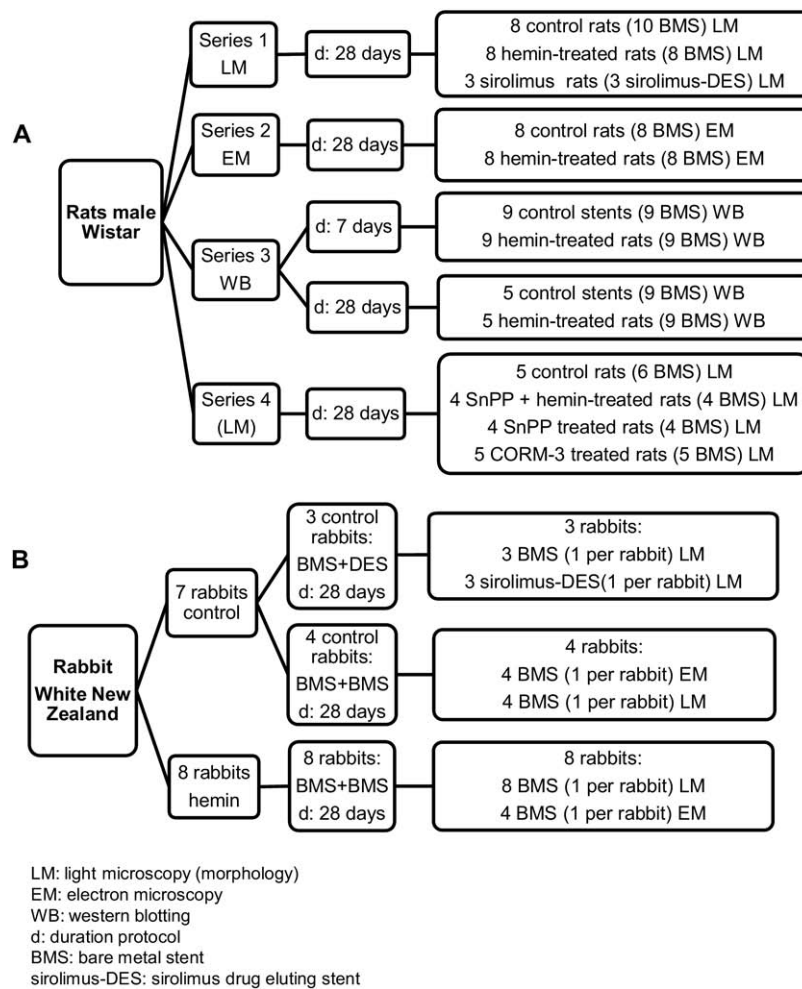 A
Rats male
Wistar
Series 1
LM
d: 28 days
8 control rats (10 BMS) LM
8 hemin-treated rats (8 BMS) LM
3 sirolimus rats (3 sirolimus-DES) LM
Series 2
EM
d: 28 days
8 control rats (8 BMS) EM
8 hemin-treated rats (8 BMS) EM
Series 3
WB
d: 7 days
9 control stents (9 BMS) WB
9 hemin-treated rats (9 BMS) WB
d: 28 days
5 control stents (9 BMS) WB
5 hemin-treated rats (9 BMS) WB
Series 4
(LM)
d: 28 days
5 control rats (6 BMS) LM
4 SnPP + hemin-treated rats (4 BMS) LM
4 SnPP treated rats (4 BMS) LM
5 CORM-3 treated rats (5 BMS) LM
B
Rabbit
White New
Zealand
7 rabbits
control
3 control
rabbits:
BMS+DES
d: 28 days
3 rabbits:
3 BMS (1 per rabbit) LM
3 sirolimus-DES(1 per rabbit) LM
4 control
rabbits:
BMS+BMS
d: 28 days
4 rabbits:
4 BMS (1 per rabbit) EM
4 BMS (1 per rabbit) LM
8 rabbits
hemin
8 rabbits:
BMS+BMS
d: 28 days
8 rabbits:
8 BMS (1 per rabbit) LM
4 BMS (1 per rabbit) EM
LM: light microscopy (morphology)
EM: electron microscopy
WB: western blotting
d: duration protocol
BMS: bare metal stent
sirolimus-DES: sirolimus drug eluting stent